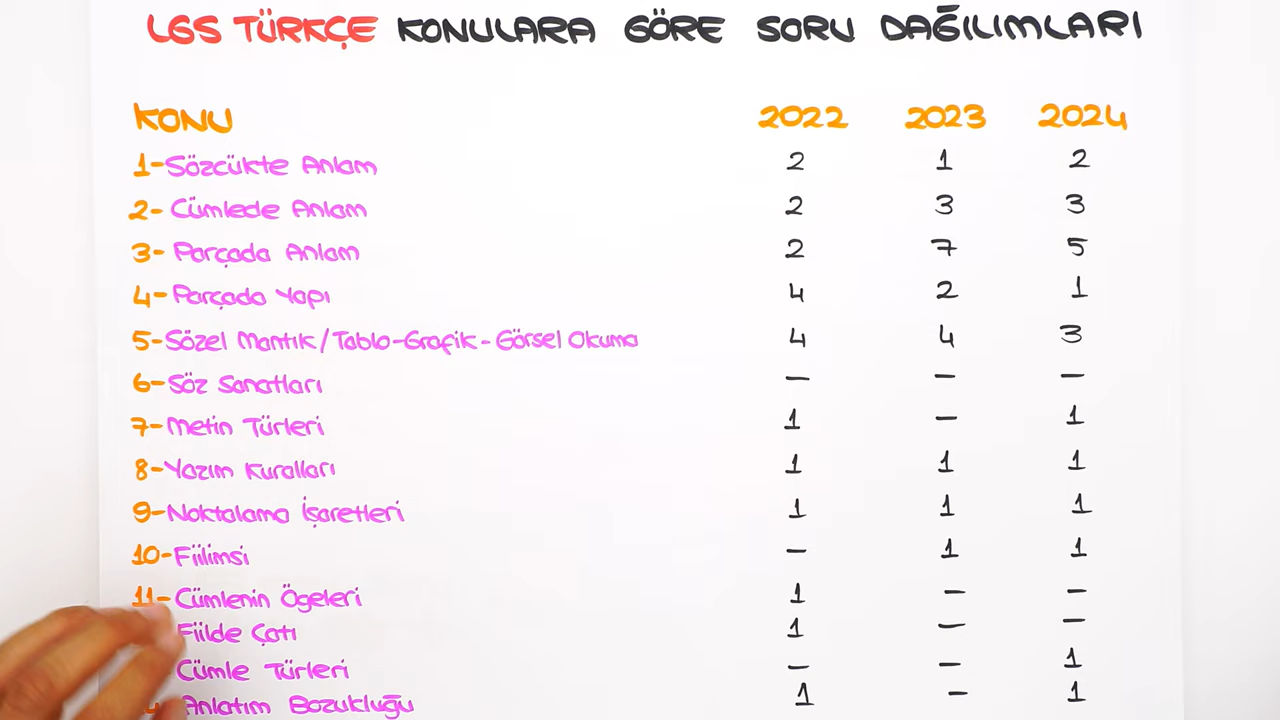 LGS TÜRKÇE KONULARA GÖRE SORU DAĞILIMLARI
KONU 2022 2023 2024
1-Sözcükte Anlam 2 1 2
2- Cümlede Anlam 2 3 3
3- Parçada Anlam 2 7 5
4- Parçada Yapı 4 2 1
5- Sözel Mantık/Tablo-Grafik-Görsel Okuma 4 4 3
6- Söz Sanatları - - -
7- Metin Türleri 1 - 1
8-Yazım Kuralları 1 1 1
9-Noktalama İşaretleri 1 1 1
10-Fiilimsi - 1 1
11- Cümlenin Ögeleri 1 - -
Fiilde Çatı 1 - -
Cümle Türleri - - 1
Anlatım Bozukluğu 1 - 1